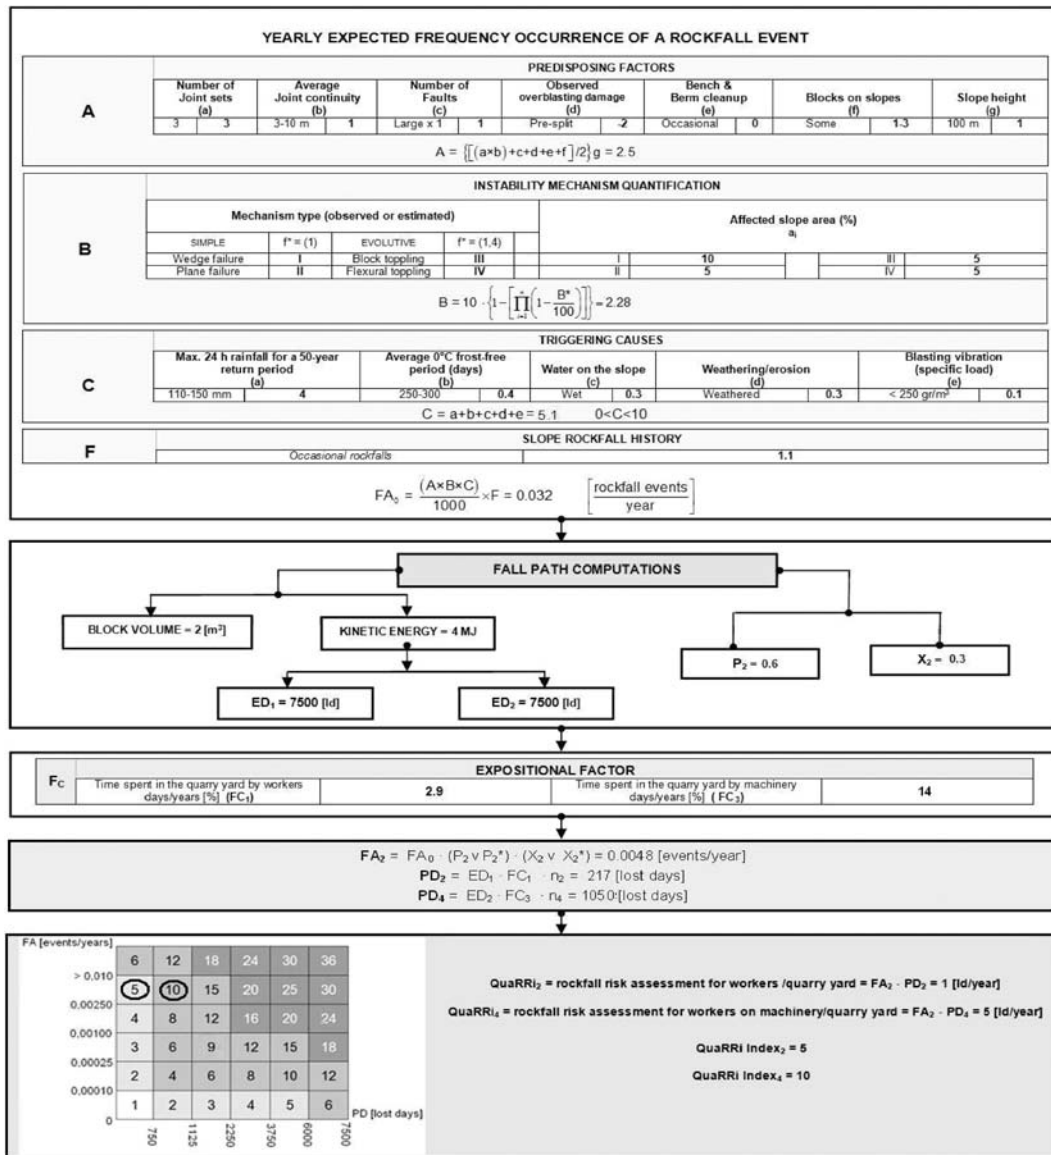 YEARLY EXPECTED FREQUENCY OCCURRENCE OF A ROCKFALL EVENT
A
PREDISPOSING FACTORS
Number of Joint sets (a) Average Joint continuity (b) Number of Faults (c) Observed overblasting damage (d) Bench & Berm cleanup (e) Blocks on slopes (f) Slope height (g)
3 3 3-10 m 1 Large x 1 1 Pre-split -2 Occasional 0 Some 1-3 100 m 1
A = {[(a×b)+c+d+e+f]/2}g = 2.5
B
INSTABILITY MECHANISM QUANTIFICATION
Mechanism type (observed or estimated) Affected slope area (%) a_i
SIMPLE f* = (1) EVOLUTIVE f* = (1,4)
Wedge failure I Block toppling III I 10 III 5
Plane failure II Flexural toppling IV II 5 IV 5
B = 10 · {1-[∏(1-B*/100)]} = 2.28
C
TRIGGERING CAUSES
Max. 24 h rainfall for a 50-year return period (a) Average 0°C frost-free period (days) (b) Water on the slope (c) Weathering/erosion (d) Blasting vibration (specific load) (e)
110-150 mm 4 250-300 0.4 Wet 0.3 Weathered 0.3 < 250 gr/m³ 0.1
C = a+b+c+d+e = 5.1 0<C<10
F
SLOPE ROCKFALL HISTORY
Occasional rockfalls 1.1
FA₀ = (A×B×C)/1000 ×F = 0.032 [rockfall events/year]
FALL PATH COMPUTATIONS
BLOCK VOLUME = 2 [m³] KINETIC ENERGY = 4 MJ
P₂ = 0.6 X₂ = 0.3
ED₁ = 7500 [ld] ED₂ = 7500 [ld]
F_C
EXPOSITIONAL FACTOR
Time spent in the quarry yard by workers days/years [%] (FC₁) 2.9 Time spent in the quarry yard by machinery days/years [%] ( FC₃) 14
FA₂ = FA₀ · (P₂ v P₂*) · (X₂ v X₂*) = 0.0048 [events/year]
PD₂ = ED₁ · FC₁ · n₂ = 217 [lost days]
PD₄ = ED₂ · FC₃ · n₄ = 1050 [lost days]
FA [events/years]
6 12 18 24 30 36
> 0,010
5 10 15 20 25 30
0,00250
4 8 12 16 20 24
0,00100
3 6 9 12 15 18
0,00025
2 4 6 8 10 12
0,00010
1 2 3 4 5 6
PD [lost days]
0
750 1125 2250 3750 6000 7500
QuaRRi₂ = rockfall risk assessment for workers /quarry yard = FA₂ · PD₂ = 1 [ld/year]
QuaRRi₄ = rockfall risk assessment for workers on machinery/quarry yard = FA₂ · PD₄ = 5 [ld/year]
QuaRRi Index₂ = 5
QuaRRi Index₄ = 10